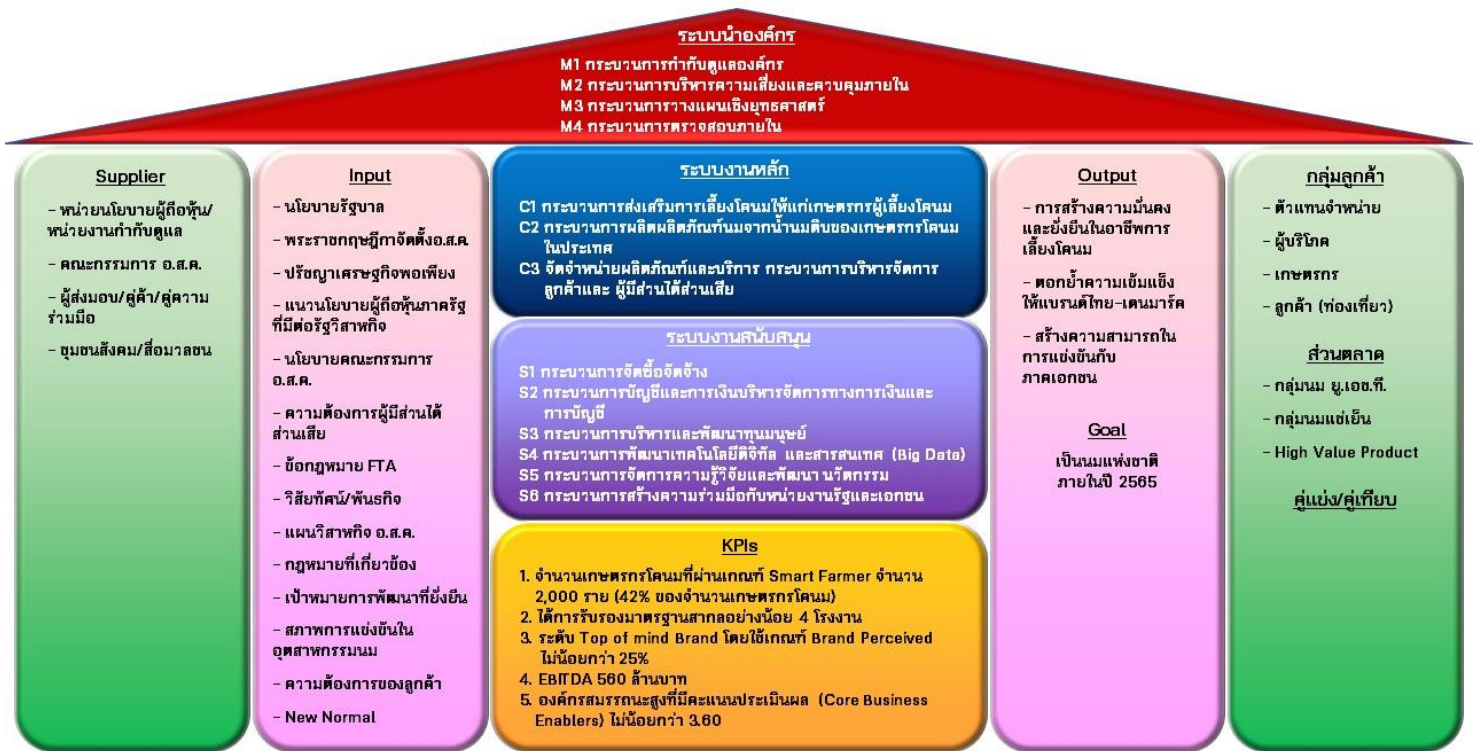 ระบบนำองค์กร
M1 กระบวนการกำกับดูแลองค์กร
M2 กระบวนการบริหารความเสี่ยงและควบคุมภายใน
M3 กระบวนการวางแผนเชิงยุทธศาสตร์
M4 กระบวนการตรวจสอบภายใน
Supplier
- หน่วยนโยบายผู้ถือหุ้น/
หน่วยงานกำกับดูแล
- คณะกรรมการ อ.ส.ค.
- ผู้ส่งมอบ/คู่ค้า/คู่ความ
ร่วมมือ
- ชุมชนสังคม/สื่อมวลชน
Input
- นโยบายรัฐบาล
- พระราชกฤษฎีกาจัดตั้งอ.ส.ค.
- ปรัชญาเศรษฐกิจพอเพียง
- แนวนโยบายผู้ถือหุ้นภาครัฐ
ที่มีต่อรัฐวิสาหกิจ
- นโยบายคณะกรรมการ
อ.ส.ค.
- ความต้องการผู้มีส่วนได้
ส่วนเสีย
- ข้อกฎหมาย FTA
- วิสัยทัศน์/พันธกิจ
- แผนวิสาหกิจ อ.ส.ค.
- กฎหมายที่เกี่ยวข้อง
- เป้าหมายการพัฒนาที่ยั่งยืน
- สภาพการแข่งขันใน
อุตสาหกรรมนม
- ความต้องการของลูกค้า
- New Normal
ระบบงานหลัก
C1 กระบวนการส่งเสริมการเลี้ยงโคนมให้แก่เกษตรกรผู้เลี้ยงโคนม
C2 กระบวนการผลิตผลิตภัณฑ์นมจากน้ำนมดิบของเกษตรกรโคนม
ในประเทศ
C3 จัดจำหน่ายผลิตภัณฑ์และบริการ กระบวนการบริหารจัดการ
ลูกค้าและ ผู้มีส่วนได้ส่วนเสีย
ระบบงานสนับสนุน
S1 กระบวนการจัดซื้อจัดจ้าง
S2 กระบวนการบัญชีและการเงินบริหารจัดการทางการเงินและ
การบัญชี
S3 กระบวนการบริหารและพัฒนาทุนมนุษย์
S4 กระบวนการพัฒนาเทคโนโลยีดิจิทัล และสารสนเทศ (Big Data)
S5 กระบวนการจัดการความรู้วิจัยและพัฒนา นวัตกรรม
S6 กระบวนการสร้างความร่วมมือกับหน่วยงานรัฐและเอกชน
KPIs
1. จำนวนเกษตรกรโคนมที่ผ่านเกณฑ์ Smart Farmer จำนวน
2,000 ราย (42% ของจำนวนเกษตรกรโคนม)
2. ได้การรับรองมาตรฐานสากลอย่างน้อย 4 โรงงาน
3. ระดับ Top of mind Brand โดยใช้เกณฑ์ Brand Perceived
ไม่น้อยกว่า 25%
4. EBITDA 560 ล้านบาท
5. องค์กรสมรรถนะสูงที่มีคะแนนประเมินผล (Core Business
Enablers) ไม่น้อยกว่า 3.60
Output
- การสร้างความมั่นคง
และยั่งยืนในอาชีพการ
เลี้ยงโคนม
- ตอกย้ำความเข้มแข็ง
ให้แบรนด์ไทย-เดนมาร์ค
- สร้างความสามารถใน
การแข่งขันกับ
ภาคเอกชน
Goal
เป็นนมแห่งชาติ
ภายในปี 2565
กลุ่มลูกค้า
- ตัวแทนจำหน่าย
- ผู้บริโภค
- เกษตรกร
- ลูกค้า (ท่องเที่ยว)
ส่วนตลาด
- กลุ่มนม ยู.เอช.ที.
- กลุ่มนมแช่เย็น
- High Value Product
คู่แข่ง/คู่เทียบ